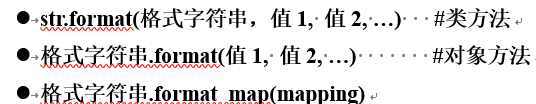 ●str.format(格式字符串，值1, 值2, …) #类方法
●格式字符串.format(值1, 值2, …) #对象方法
●格式字符串.format_map(mapping)